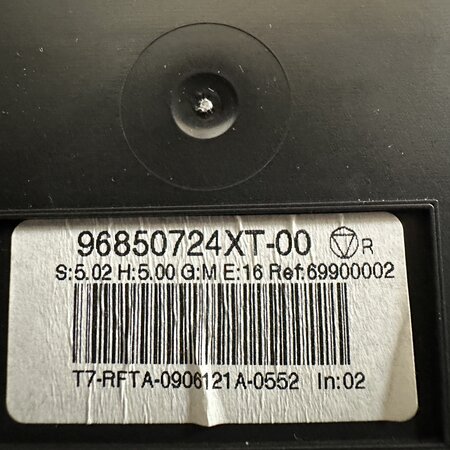 96850724XT-00 R
S:5.02 H:5.00 G:M E:16 Ref:69900002
T7-RFTA-0906121A-0552 In:02